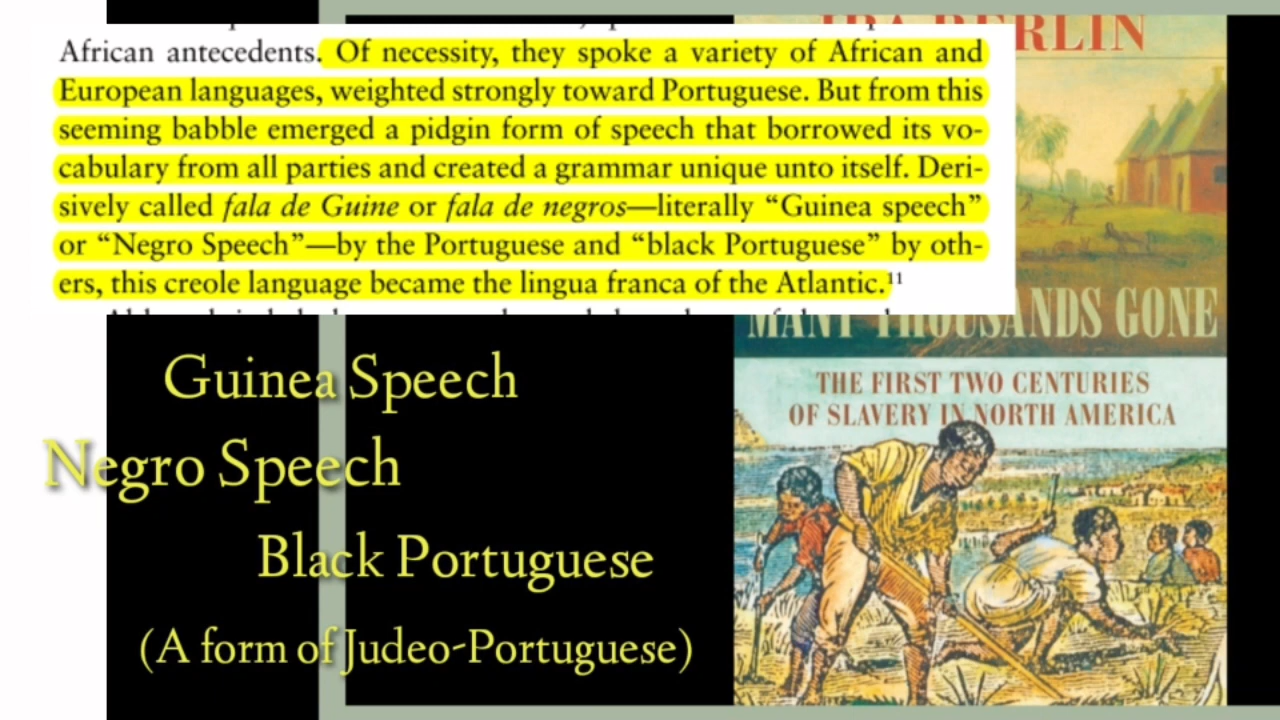 African antecedents. Of necessity, they spoke a variety of African and
European languages, weighted strongly toward Portuguese. But from this
seeming babble emerged a pidgin form of speech that borrowed its vo-
cabulary from all parties and created a grammar unique unto itself. Deri-
sively called fala de Guine or fala de negros—literally “Guinea speech”
or “Negro Speech”—by the Portuguese and “black Portuguese” by oth-
ers, this creole language became the lingua franca of the Atlantic.¹¹
RLIN
MANY THOUSANDS GONE
THE FIRST TWO CENTURIES
OF SLAVERY IN NORTH AMERICA
Guinea Speech
Negro Speech
Black Portuguese
(A form of Judeo-Portuguese)